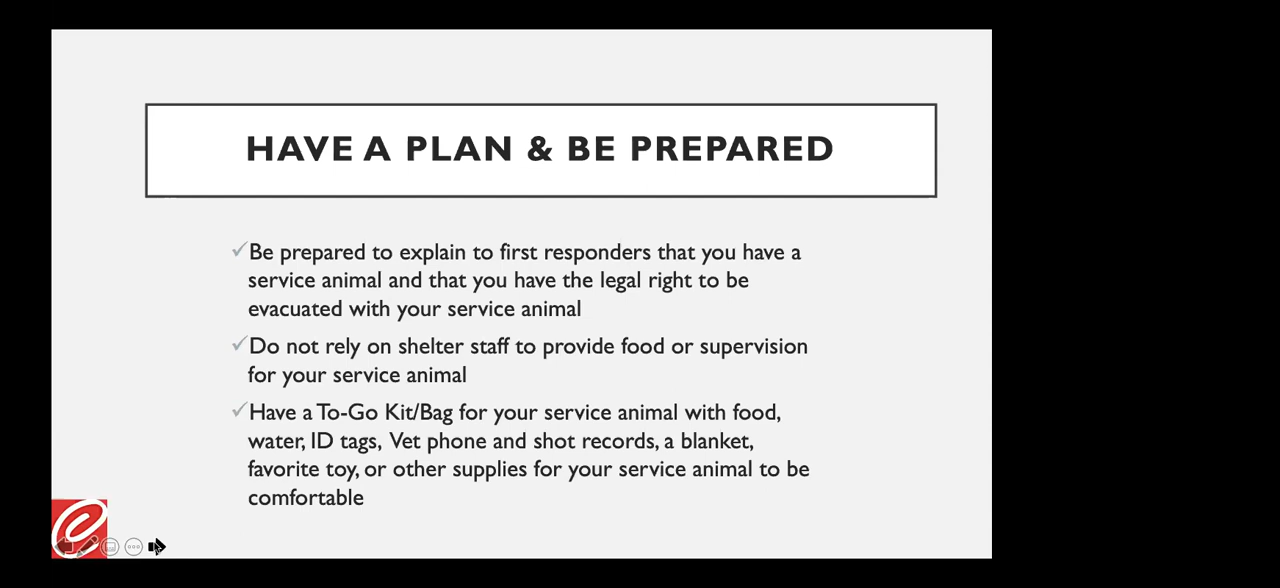 HAVE A PLAN & BE PREPARED
✓Be prepared to explain to first responders that you have a
service animal and that you have the legal right to be
evacuated with your service animal
✓Do not rely on shelter staff to provide food or supervision
for your service animal
✓Have a To-Go Kit/Bag for your service animal with food,
water, ID tags, Vet phone and shot records, a blanket,
favorite toy, or other supplies for your service animal to be
comfortable